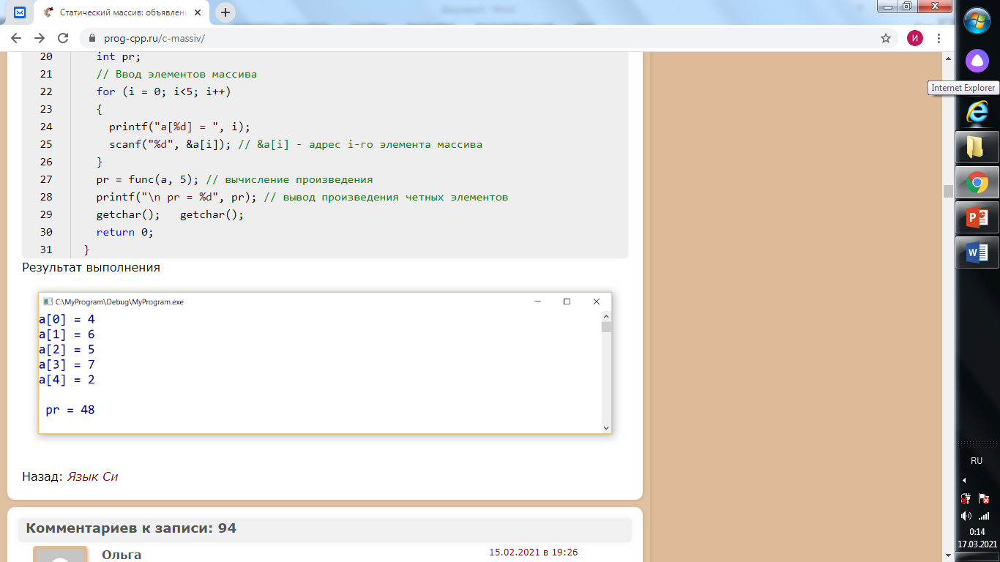 Статический массив: объявлен
prog-cpp.ru/c-massiv/
И
Internet Explorer
20 int pr;
21 // Ввод элементов массива
22 for (i = 0; i<5; i++)
23 {
24 printf("a[%d] = ", i);
25 scanf("%d", &a[i]); // &a[i] - адрес i-го элемента массива
26 }
27 pr = func(a, 5); // вычисление произведения
28 printf("\n pr = %d", pr); // вывод произведения четных элементов
29 getchar(); getchar();
30 return 0;
31 }
Результат выполнения
C:\MyProgram\Debug\MyProgram.exe
a[0] = 4
a[1] = 6
a[2] = 5
a[3] = 7
a[4] = 2
pr = 48
Назад: Язык Си
Комментариев к записи: 94
Ольга
15.02.2021 в 19:26
RU
0:14
17.03.2021